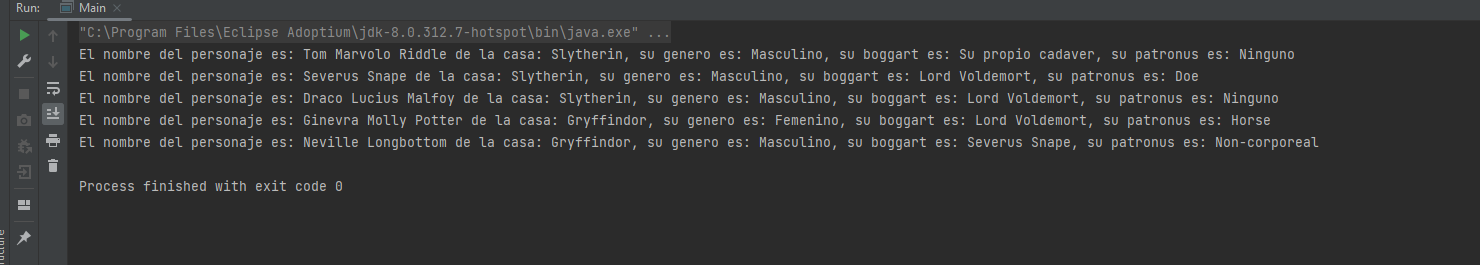 Run: Main
"C:\Program Files\Eclipse Adoptium\jdk-8.0.312.7-hotspot\bin\java.exe" ...
El nombre del personaje es: Tom Marvolo Riddle de la casa: Slytherin, su genero es: Masculino, su boggart es: Su propio cadaver, su patronus es: Ninguno
El nombre del personaje es: Severus Snape de la casa: Slytherin, su genero es: Masculino, su boggart es: Lord Voldemort, su patronus es: Doe
El nombre del personaje es: Draco Lucius Malfoy de la casa: Slytherin, su genero es: Masculino, su boggart es: Lord Voldemort, su patronus es: Ninguno
El nombre del personaje es: Ginevra Molly Potter de la casa: Gryffindor, su genero es: Femenino, su boggart es: Lord Voldemort, su patronus es: Horse
El nombre del personaje es: Neville Longbottom de la casa: Gryffindor, su genero es: Masculino, su boggart es: Severus Snape, su patronus es: Non-corporeal
Process finished with exit code 0